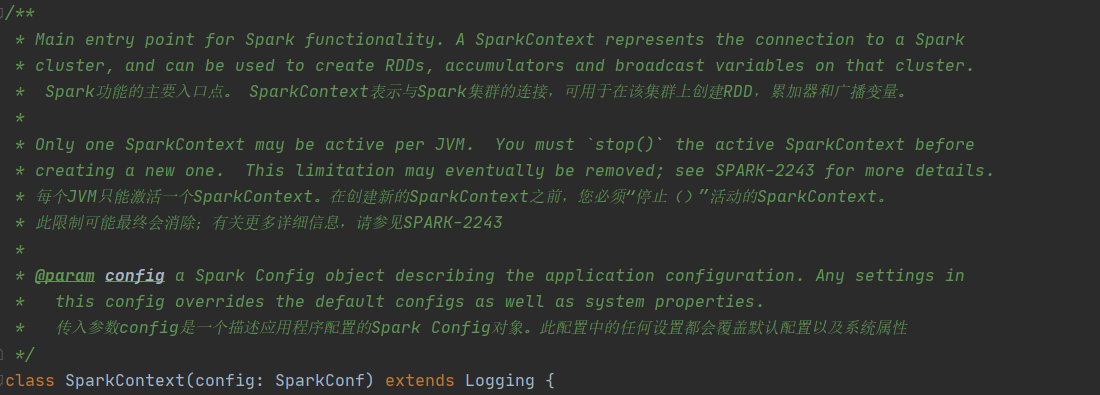 /**
* Main entry point for Spark functionality. A SparkContext represents the connection to a Spark
* cluster, and can be used to create RDDs, accumulators and broadcast variables on that cluster.
*  Spark功能的主要入口点。 SparkContext表示与Spark集群的连接，可用于在该集群上创建RDD，累加器和广播变量。
*
* Only one SparkContext may be active per JVM.  You must `stop()` the active SparkContext before
* creating a new one.  This limitation may eventually be removed; see SPARK-2243 for more details.
* 每个JVM只能激活一个SparkContext。在创建新的SparkContext之前，您必须“停止（）”活动的SparkContext。
* 此限制可能最终会消除；有关更多详细信息，请参见SPARK-2243
*
* @param config a Spark Config object describing the application configuration. Any settings in
*   this config overrides the default configs as well as system properties.
*   传入参数config是一个描述应用程序配置的Spark Config对象。此配置中的任何设置都会覆盖默认配置以及系统属性
*/
class SparkContext(config: SparkConf) extends Logging {